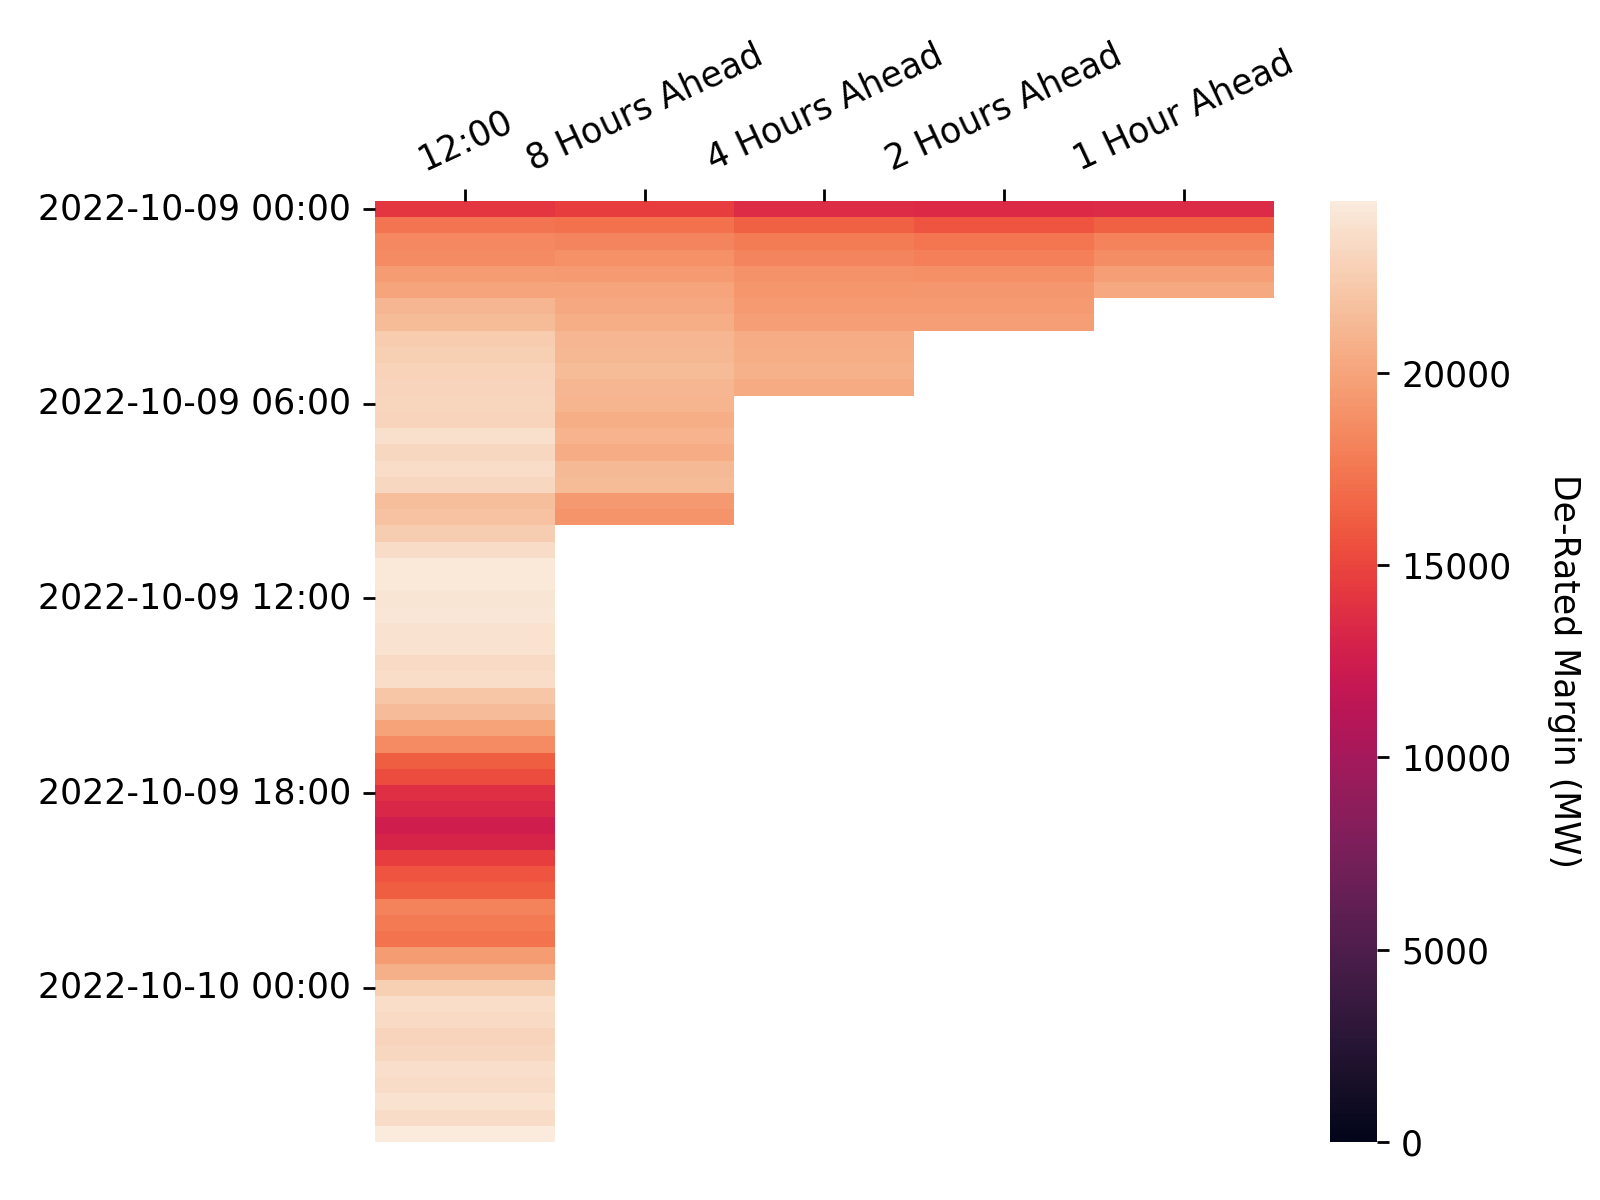 12:00
8 Hours Ahead
4 Hours Ahead
2 Hours Ahead
1 Hour Ahead
2022-10-09 00:00
2022-10-09 06:00
2022-10-09 12:00
2022-10-09 18:00
2022-10-10 00:00
20000
15000
10000
5000
0
De-Rated Margin (MW)